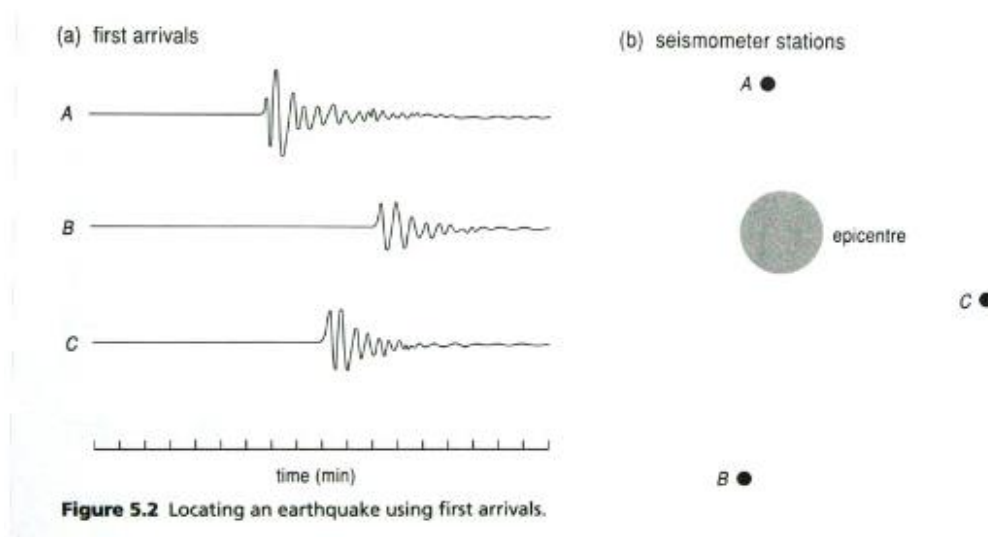 (a) first arrivals
A
B
C
time (min)
(b) seismometer stations
A
epicentre
C
B
Figure 5.2 Locating an earthquake using first arrivals.